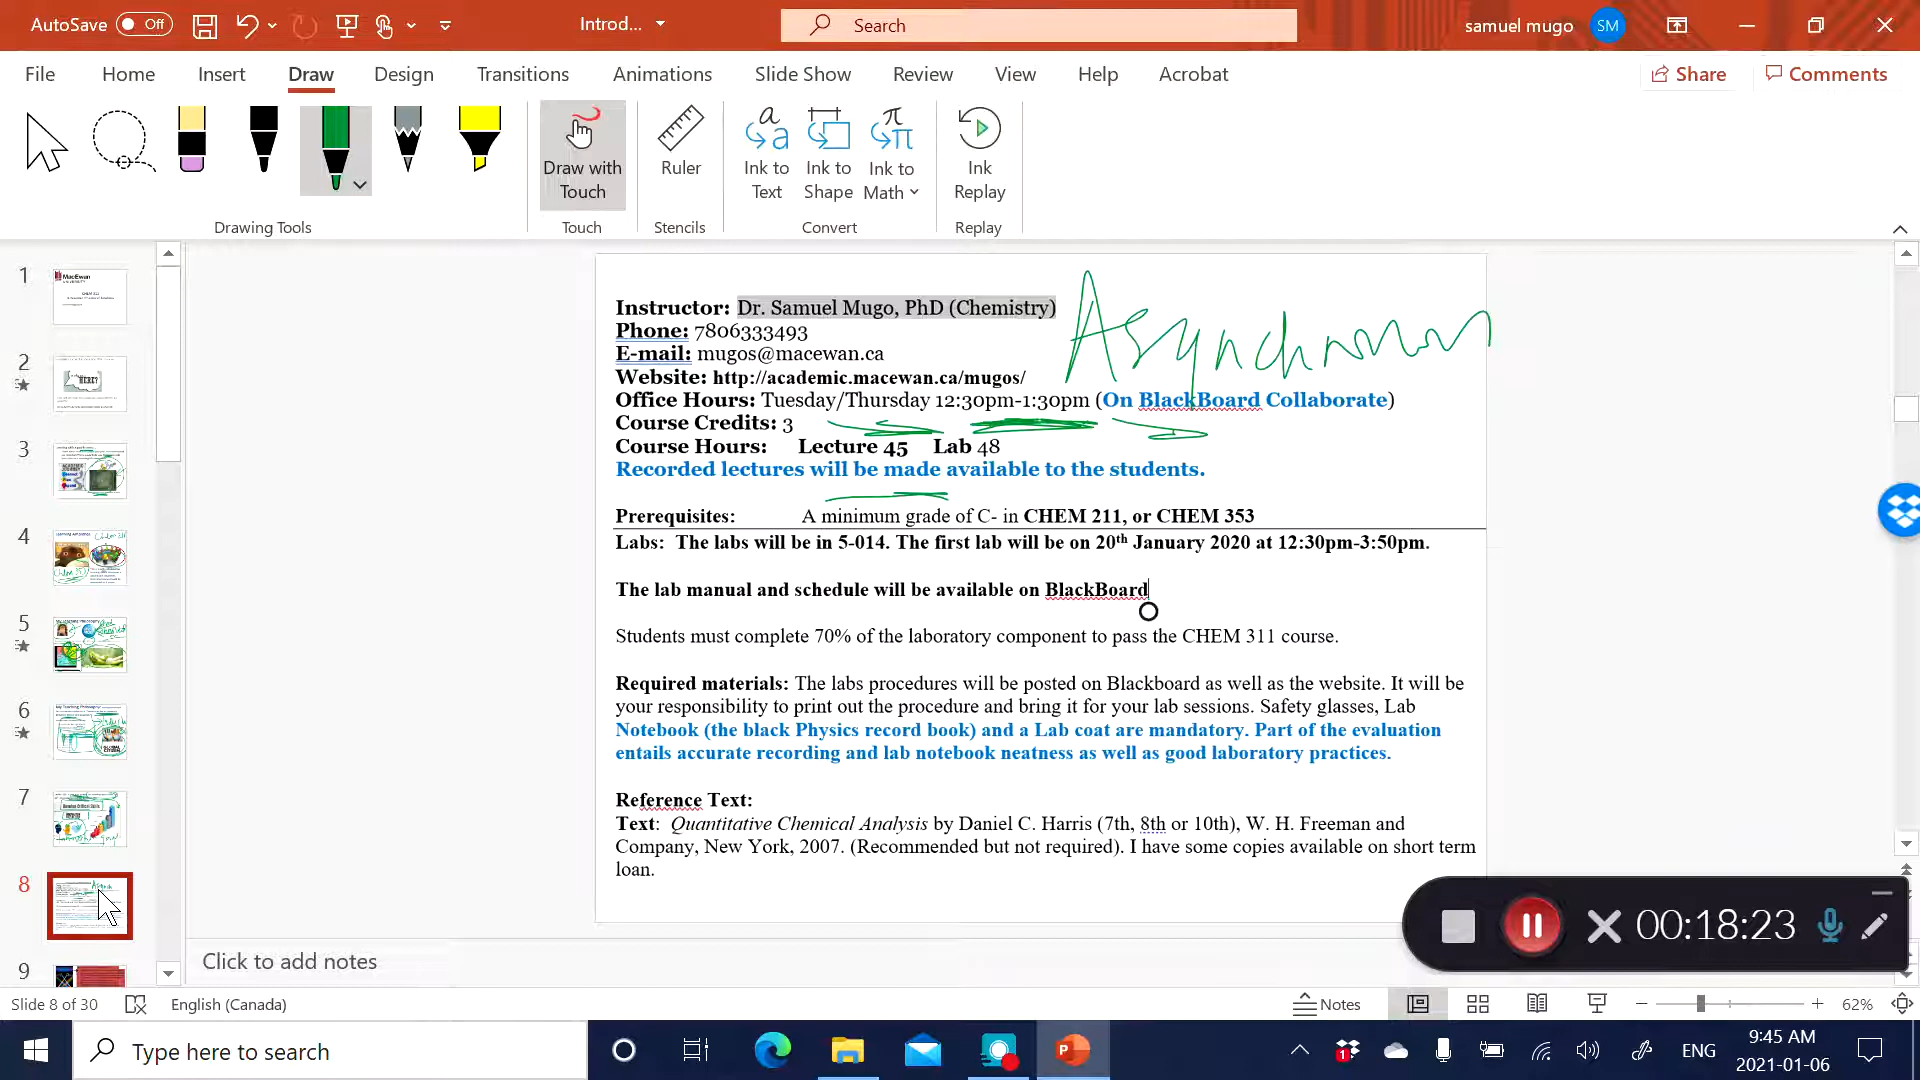 AutoSave Off Introd... Search samuel mugo SM
File Home Insert Draw Design Transitions Animations Slide Show Review View Help Acrobat Share Comments
Draw with Touch
Ruler
Ink to Text
Ink to Shape
Ink to Math
Ink Replay
Drawing Tools Touch Stencils Convert Replay
1
2
3
4
5
6
7
8
9
Instructor: Dr. Samuel Mugo, PhD (Chemistry)
Phone: 7806333493
E-mail: mugos@macewan.ca
Website: http://academic.macewan.ca/mugos/
Office Hours: Tuesday/Thursday 12:30pm-1:30pm (On BlackBoard Collaborate)
Course Credits: 3
Course Hours: Lecture 45 Lab 48
Recorded lectures will be made available to the students.
Prerequisites: A minimum grade of C- in CHEM 211, or CHEM 353
Labs: The labs will be in 5-014. The first lab will be on 20th January 2020 at 12:30pm-3:50pm.
The lab manual and schedule will be available on BlackBoard
Students must complete 70% of the laboratory component to pass the CHEM 311 course.
Required materials: The labs procedures will be posted on Blackboard as well as the website. It will be
your responsibility to print out the procedure and bring it for your lab sessions. Safety glasses, Lab
Notebook (the black Physics record book) and a Lab coat are mandatory. Part of the evaluation
entails accurate recording and lab notebook neatness as well as good laboratory practices.
Reference Text:
Text: Quantitative Chemical Analysis by Daniel C. Harris (7th, 8th or 10th), W. H. Freeman and
Company, New York, 2007. (Recommended but not required). I have some copies available on short term
loan.
00:18:23
Click to add notes
Slide 8 of 30 English (Canada) Notes 62%
Type here to search
ENG
9:45 AM
2021-01-06